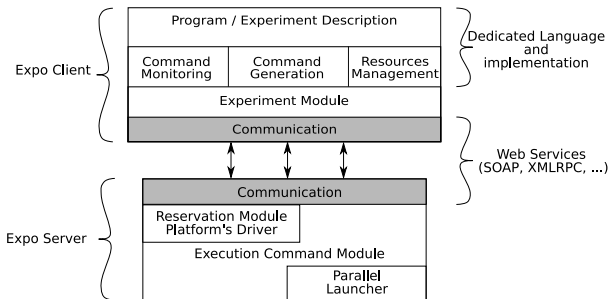 Program / Experiment Description
Expo Client
Command
Monitoring
Command
Generation
Resources
Management
Dedicated Language
and
implementation
Experiment Module
Communication
Web Services
(SOAP, XMLRPC, ...)
Communication
Expo Server
Reservation Module
Platform's Driver
Execution Command Module
Parallel
Launcher